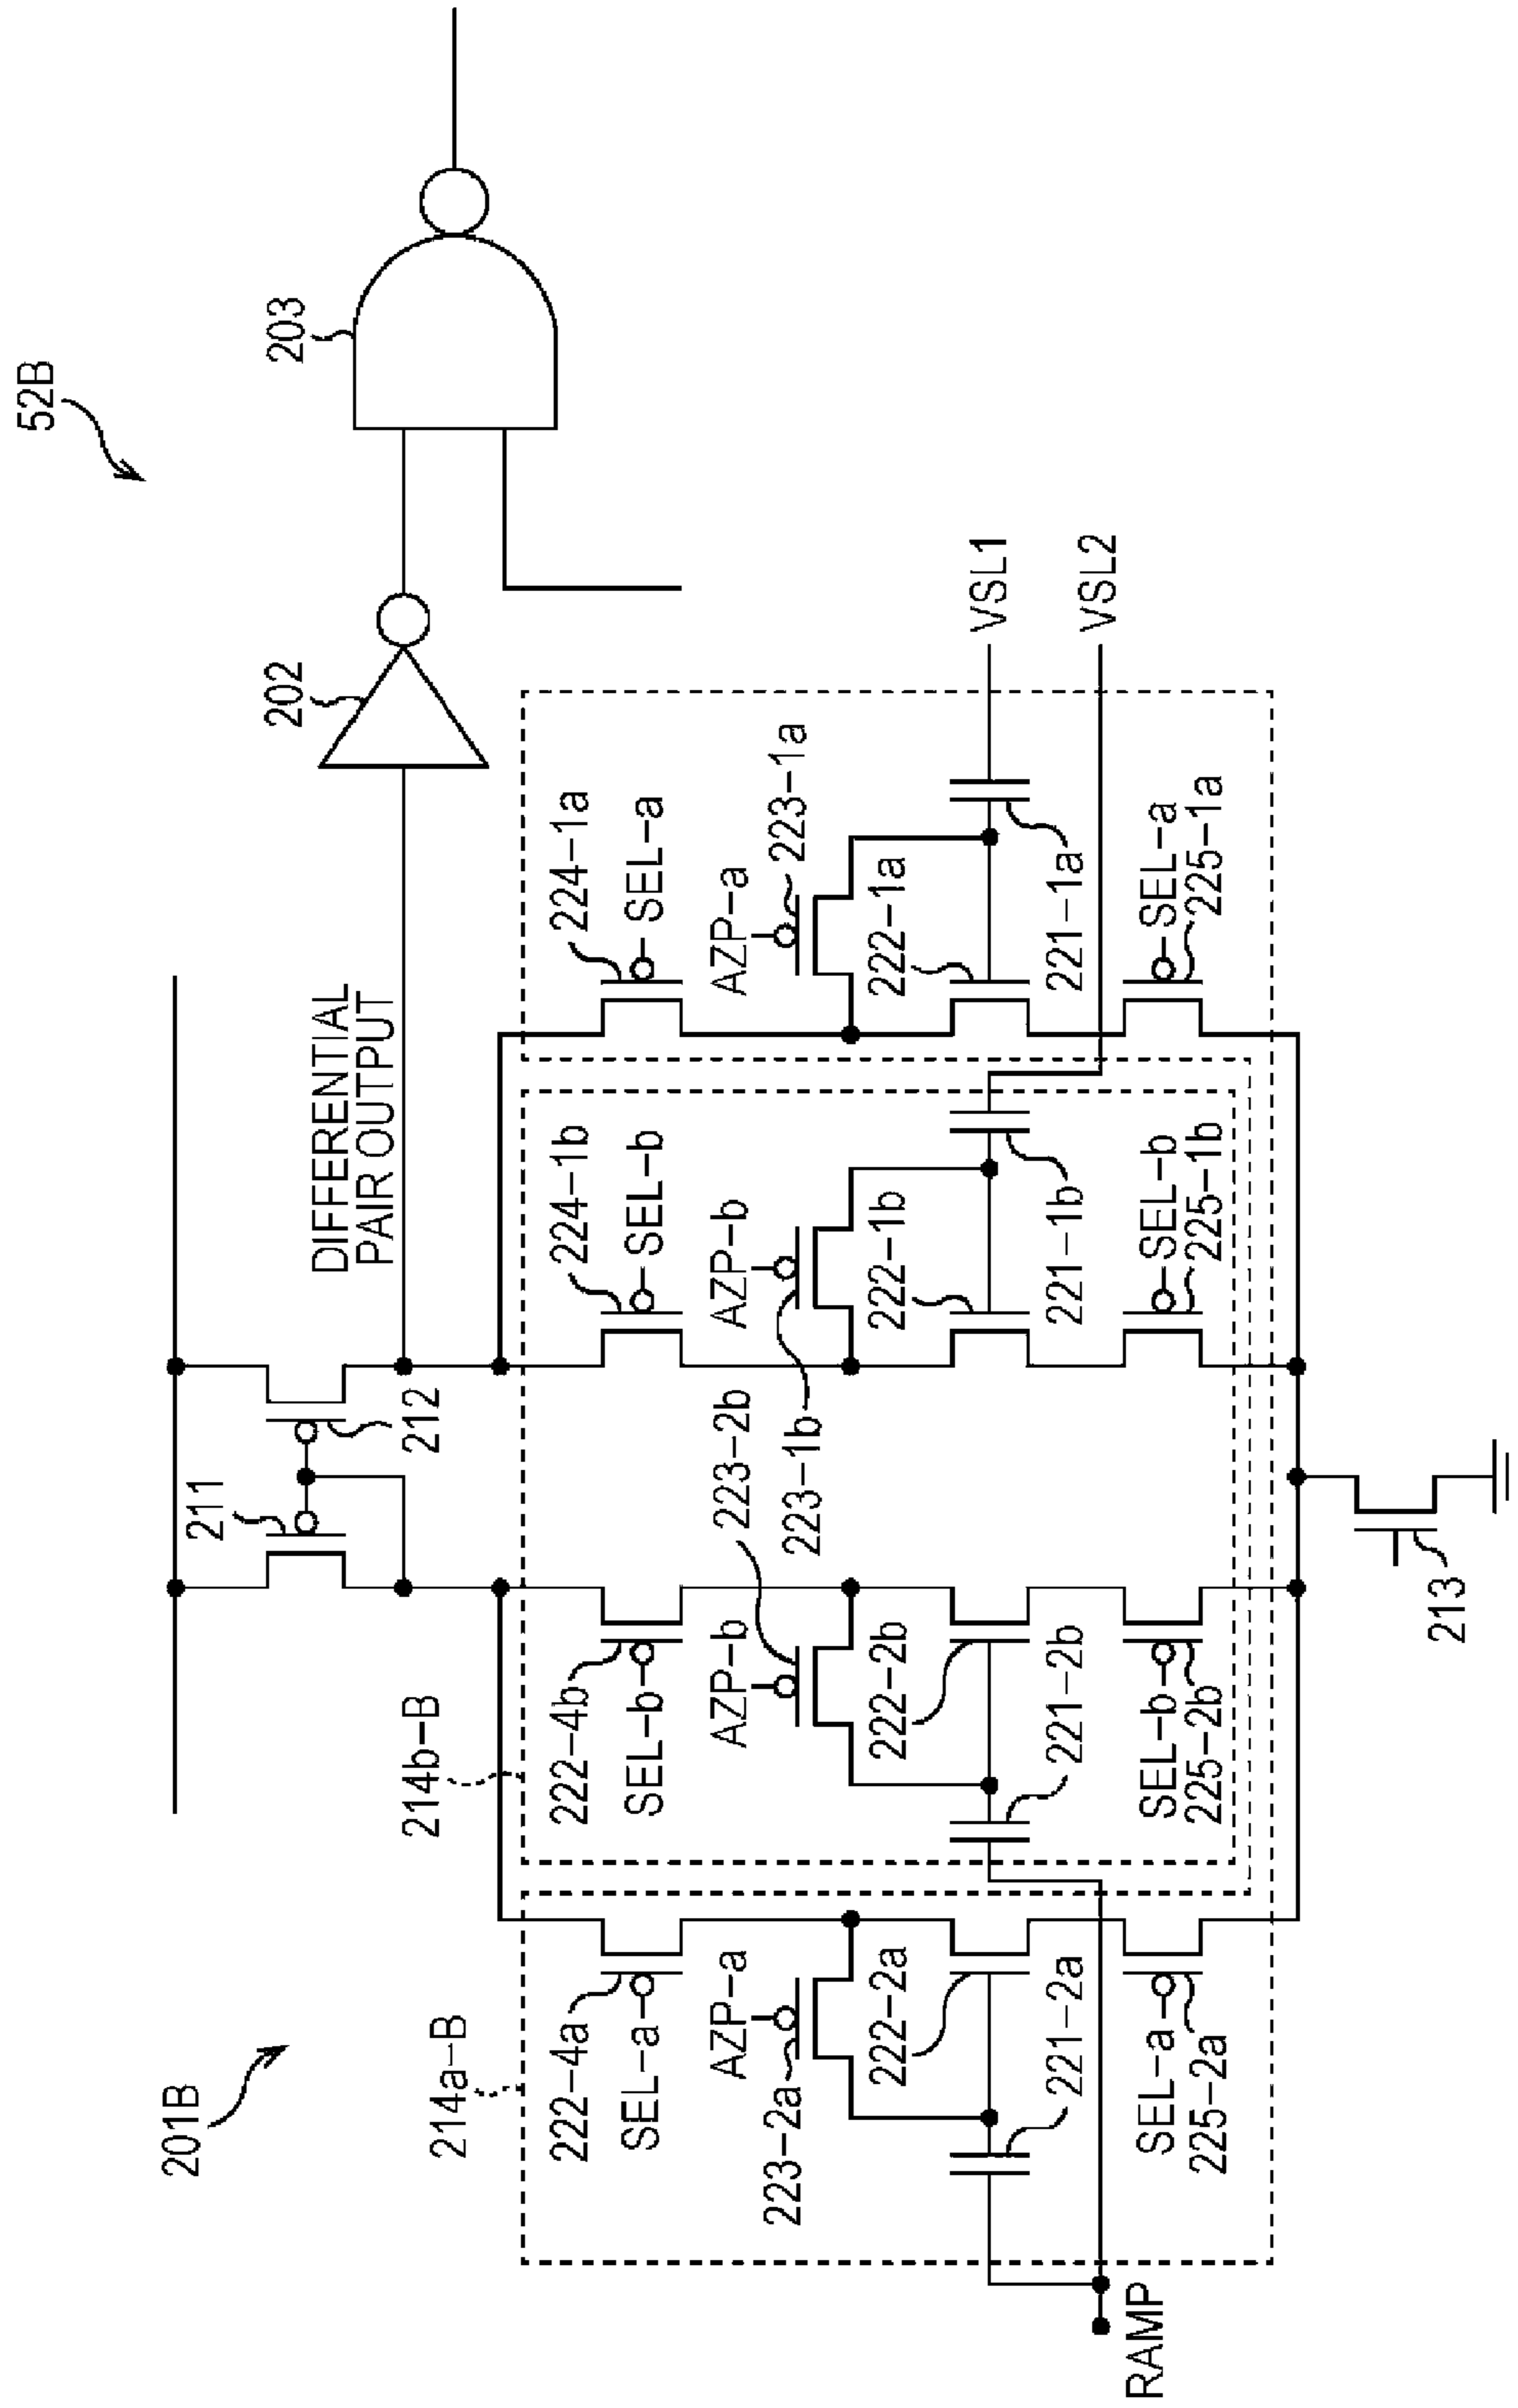 52B
201B
203
202
DIFFERENTIAL
PAIR OUTPUT
211
212
214a-B
214b-B
222-4a
SEL-a
222-4b
SEL-b
224-1b
SEL-b
224-1a
SEL-a
AZP-a
223-2a
AZP-b
223-2b
AZP-b
223-1b
AZP-a
223-1a
222-2a
222-2b
222-1b
222-1a
221-2a
221-2b
221-1b
221-1a
VSL1
VSL2
SEL-a
225-2a
SEL-b
225-2b
SEL-b
225-1b
SEL-a
225-1a
RAMP
213